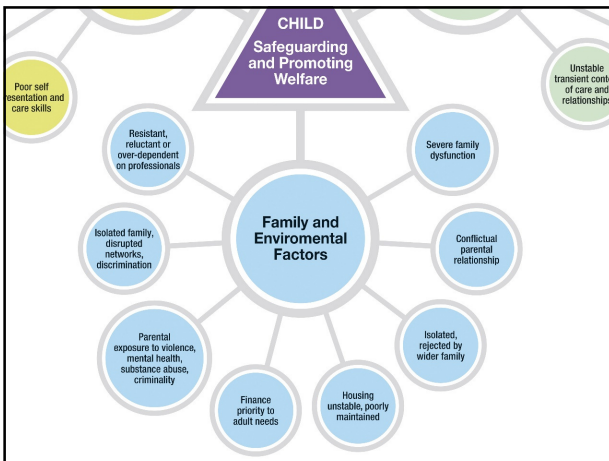 CHILD
Safeguarding
and Promoting
Welfare
Poor self
resentation and
care skills
Unstable
transient conte
of care and
relationships
Resistant,
reluctant or
over-dependent
on professionals
Severe family
dysfunction
Family and
Enviromental
Factors
Isolated family,
disrupted
networks,
discrimination
Conflictual
parental
relationship
Parental
exposure to violence,
mental health,
substance abuse,
criminality
Isolated,
rejected by
wider family
Finance
priority to
adult needs
Housing
unstable, poorly
maintained